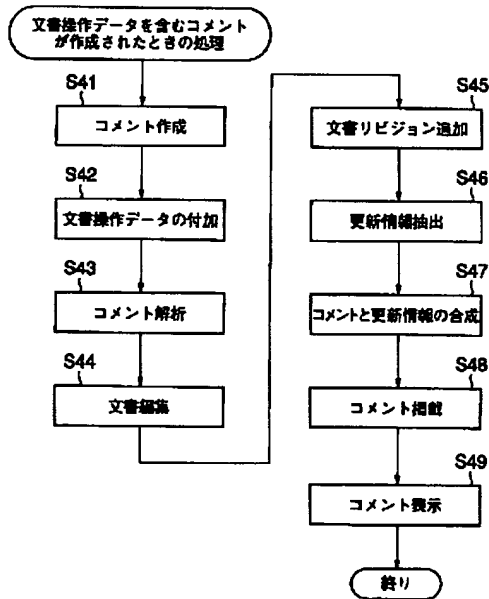 文書操作データを含むコメント
が作成されたときの処理
S41
コメント作成
S42
文書操作データの付加
S43
コメント解析
S44
文書編集
S45
文書リビジョン追加
S46
更新情報抽出
S47
コメントと更新情報の合成
S48
コメント掲載
S49
コメント表示
終り